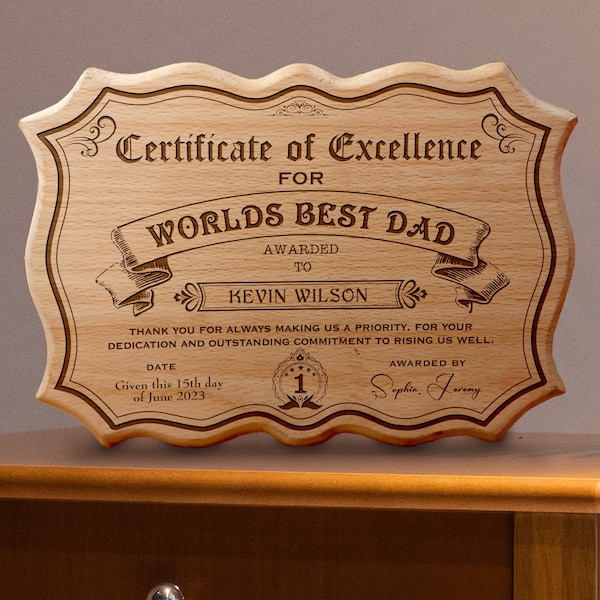 Certificate of Excellence
FOR
WORLDS BEST DAD
AWARDED
TO
KEVIN WILSON
THANK YOU FOR ALWAYS MAKING US A PRIORITY. FOR YOUR
DEDICATION AND OUTSTANDING COMMITMENT TO RISING US WELL.
DATE
Given this 15th day
of June 2023
1
AWARDED BY
Sophia, Jeremy